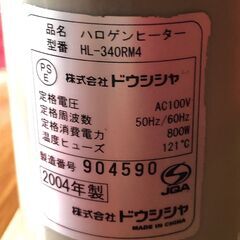 品名 ハロゲンヒーター
型番 HL-340RM4
PS
E
株式会社 ドウシシャ
定格電圧 AC100V
定格周波数 50Hz/60Hz
定格消費電力 800W
温度ヒューズ 121℃
製造番号 904590
2004年製
JQA
株式会社 ドウシシャ
MADE IN CHINA